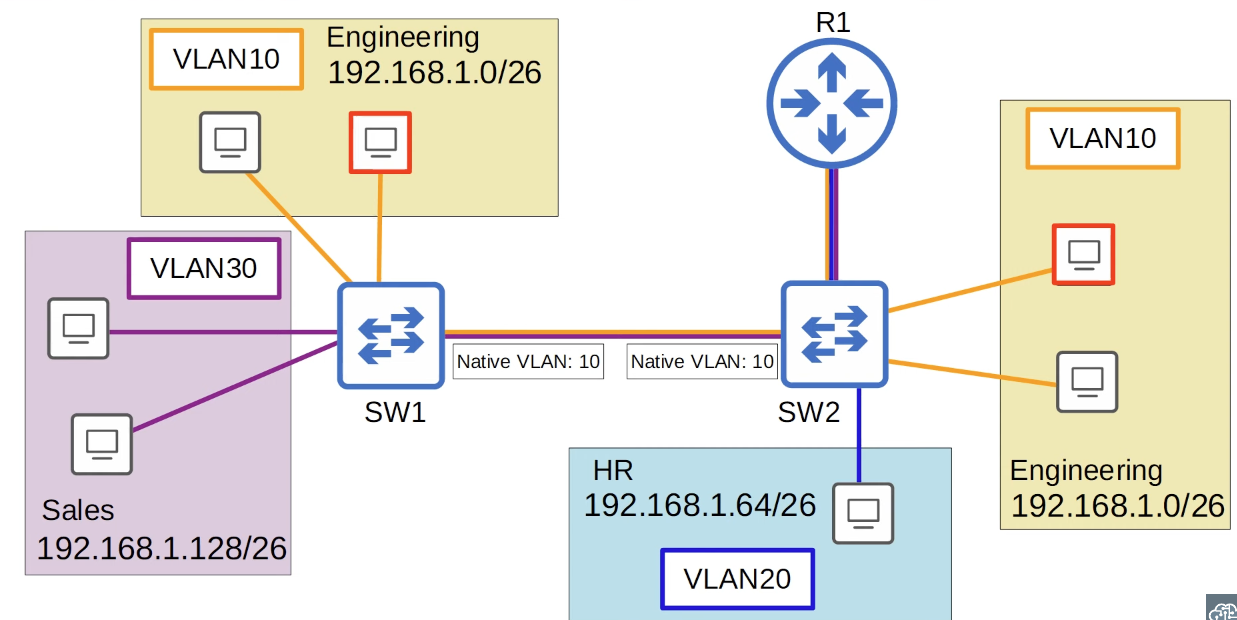 R1
VLAN10
Engineering
192.168.1.0/26
VLAN10
VLAN30
Native VLAN: 10
Native VLAN: 10
SW1
SW2
HR
192.168.1.64/26
VLAN20
Engineering
192.168.1.0/26
Sales
192.168.1.128/26